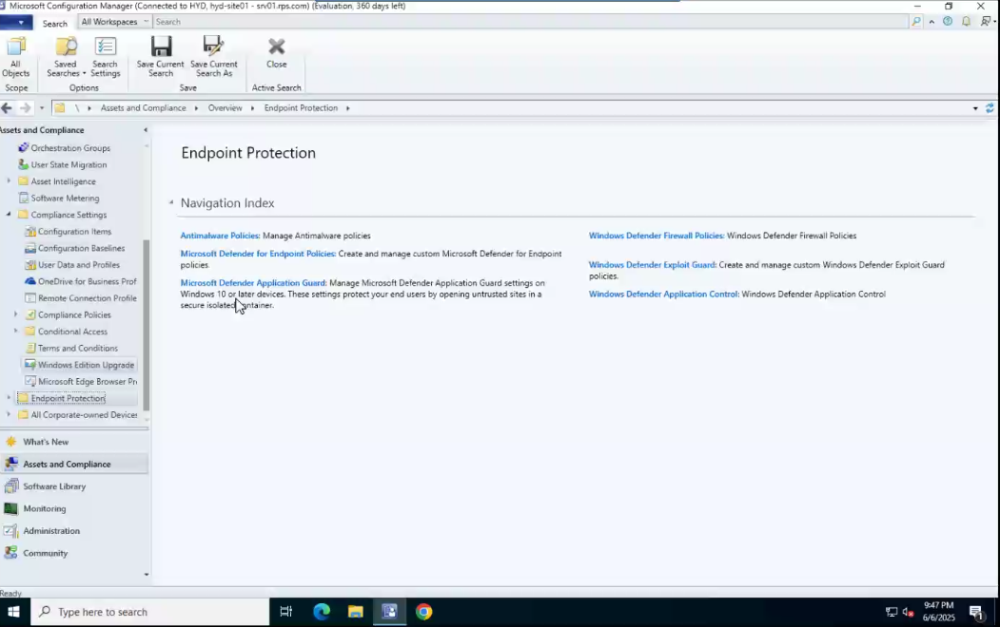 Microsoft Configuration Manager (Connected to HYD, hyd-site01 - srv01.rps.com) (Evaluation, 360 days left)
Search
All Workspaces
Search
All Objects
Saved Searches
Search Settings
Save Current Search
Save Current Search As
Close
Scope
Options
Save
Active Search
\ Assets and Compliance Overview Endpoint Protection
Assets and Compliance
Orchestration Groups
User State Migration
Asset Intelligence
Software Metering
Compliance Settings
Configuration Items
Configuration Baselines
User Data and Profiles
OneDrive for Business Prof
Remote Connection Profile
Compliance Policies
Conditional Access
Terms and Conditions
Windows Edition Upgrade
Microsoft Edge Browser Pr
Endpoint Protection
All Corporate-owned Devices
What's New
Assets and Compliance
Software Library
Monitoring
Administration
Community
Endpoint Protection
Navigation Index
Antimalware Policies: Manage Antimalware policies
Microsoft Defender for Endpoint Policies: Create and manage custom Microsoft Defender for Endpoint
policies.
Microsoft Defender Application Guard: Manage Microsoft Defender Application Guard settings on
Windows 10 or later devices. These settings protect your end users by opening untrusted sites in a
secure isolated container.
Windows Defender Firewall Policies: Windows Defender Firewall Policies
Windows Defender Exploit Guard: Create and manage custom Windows Defender Exploit Guard
policies.
Windows Defender Application Control: Windows Defender Application Control
Ready
Type here to search
9:47 PM
6/6/2025
1